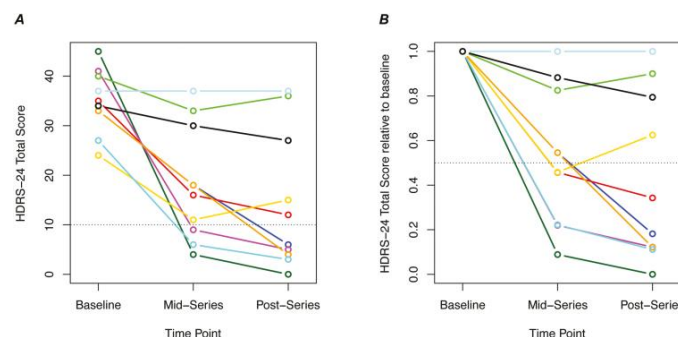 A
HDRS-24 Total Score
40
30
20
10
0
Baseline
Mid-Series
Post-Series
Time Point
B
HDRS-24 Total Score relative to baseline
1.0
0.8
0.6
0.4
0.2
0.0
Baseline
Mid-Series
Post-Series
Time Point